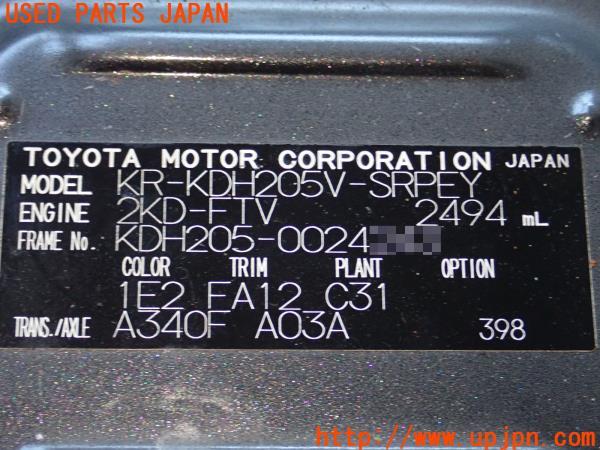 USED PARTS JAPAN
TOYOTA MOTOR CORPORATION JAPAN
MODEL KR-KDH205V-SRPEY
ENGINE 2KD-FTV 2494 mL
FRAME No. KDH205-0024
COLOR TRIM PLANT OPTION
1E2 FA12 C31
TRANS./AXLE A340F A03A 398
http://www.upjpn.com